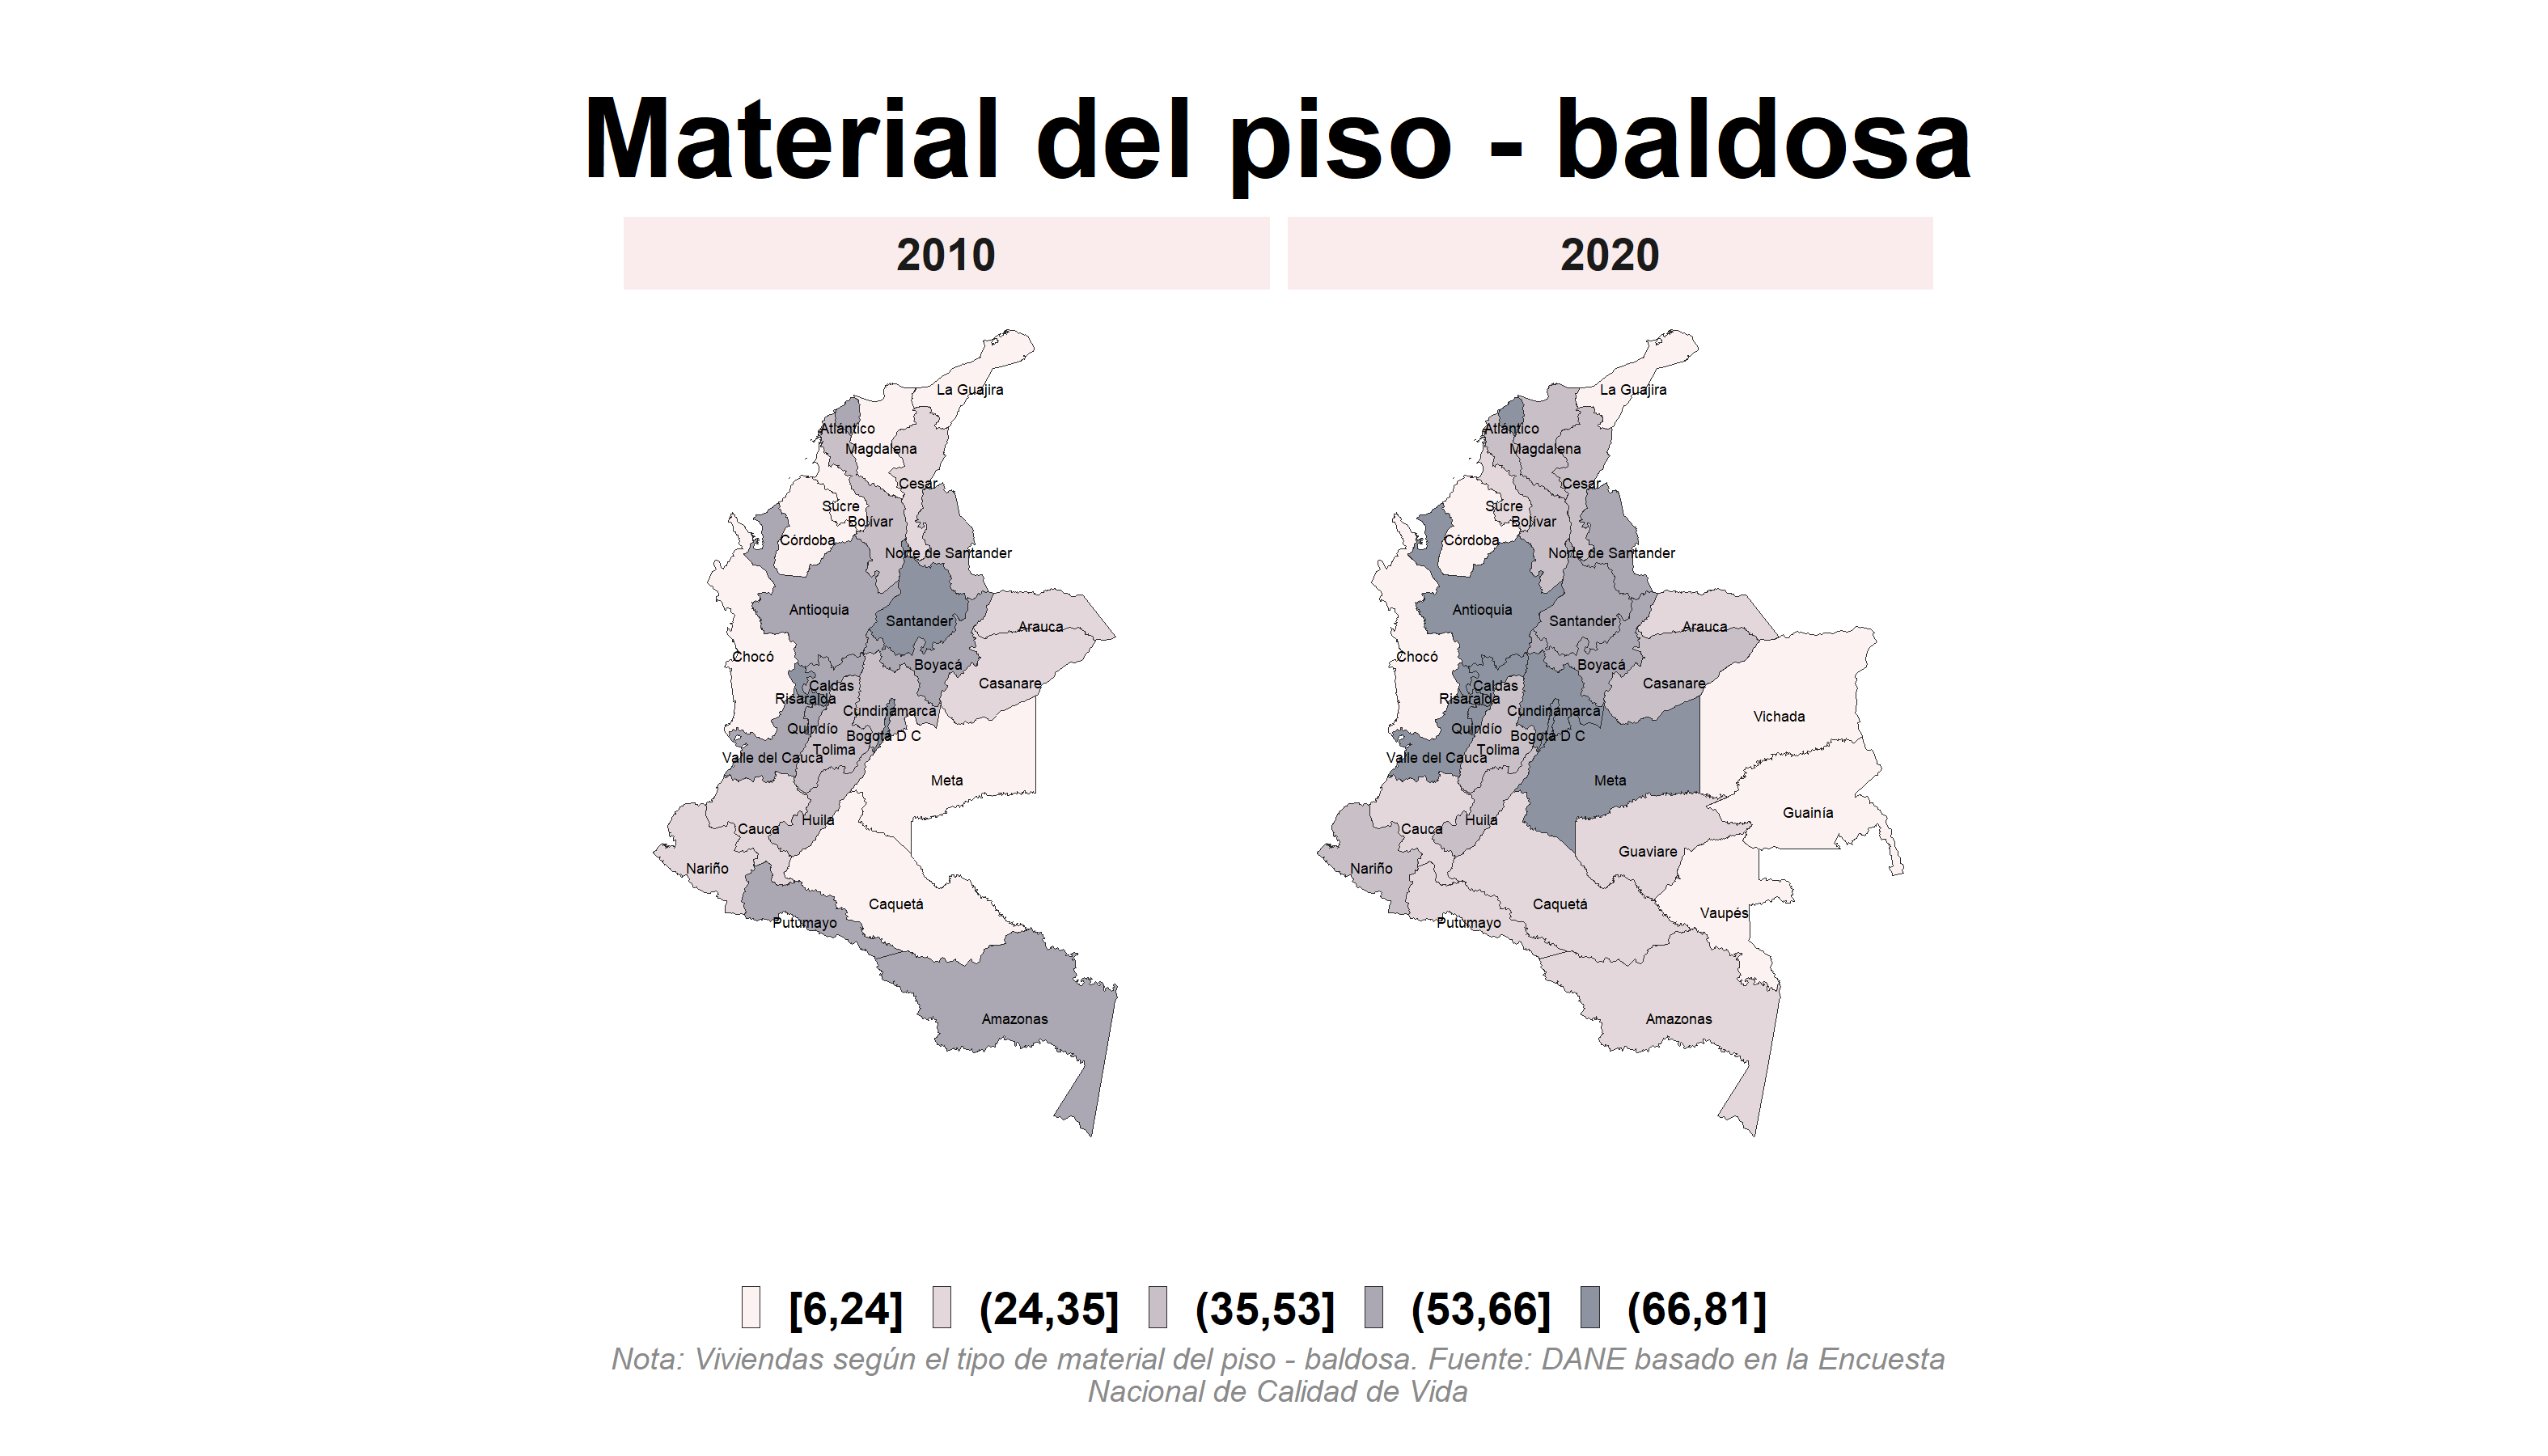 Material del piso - baldosa
2010
2020
La Guajira
Atlántico
Magdalena
Cesar
Sucre
Bolívar
Córdoba
Norte de Santander
Antioquia
Santander
Arauca
Chocó
Boyacá
Casanare
Caldas
Risaralda
Cundinamarca
Quindío
Bogotá D C
Tolima
Valle del Cauca
Meta
Huila
Cauca
Nariño
Caquetá
Putumayo
Amazonas
La Guajira
Atlántico
Magdalena
Cesar
Sucre
Bolívar
Córdoba
Norte de Santander
Antioquia
Santander
Arauca
Chocó
Boyacá
Casanare
Caldas
Risaralda
Cundinamarca
Vichada
Quindío
Bogotá D C
Tolima
Valle del Cauca
Meta
Guainía
Huila
Cauca
Guaviare
Nariño
Caquetá
Vaupés
Putumayo
Amazonas
[6,24] (24,35] (35,53] (53,66] (66,81]
Nota: Viviendas según el tipo de material del piso - baldosa. Fuente: DANE basado en la Encuesta
Nacional de Calidad de Vida